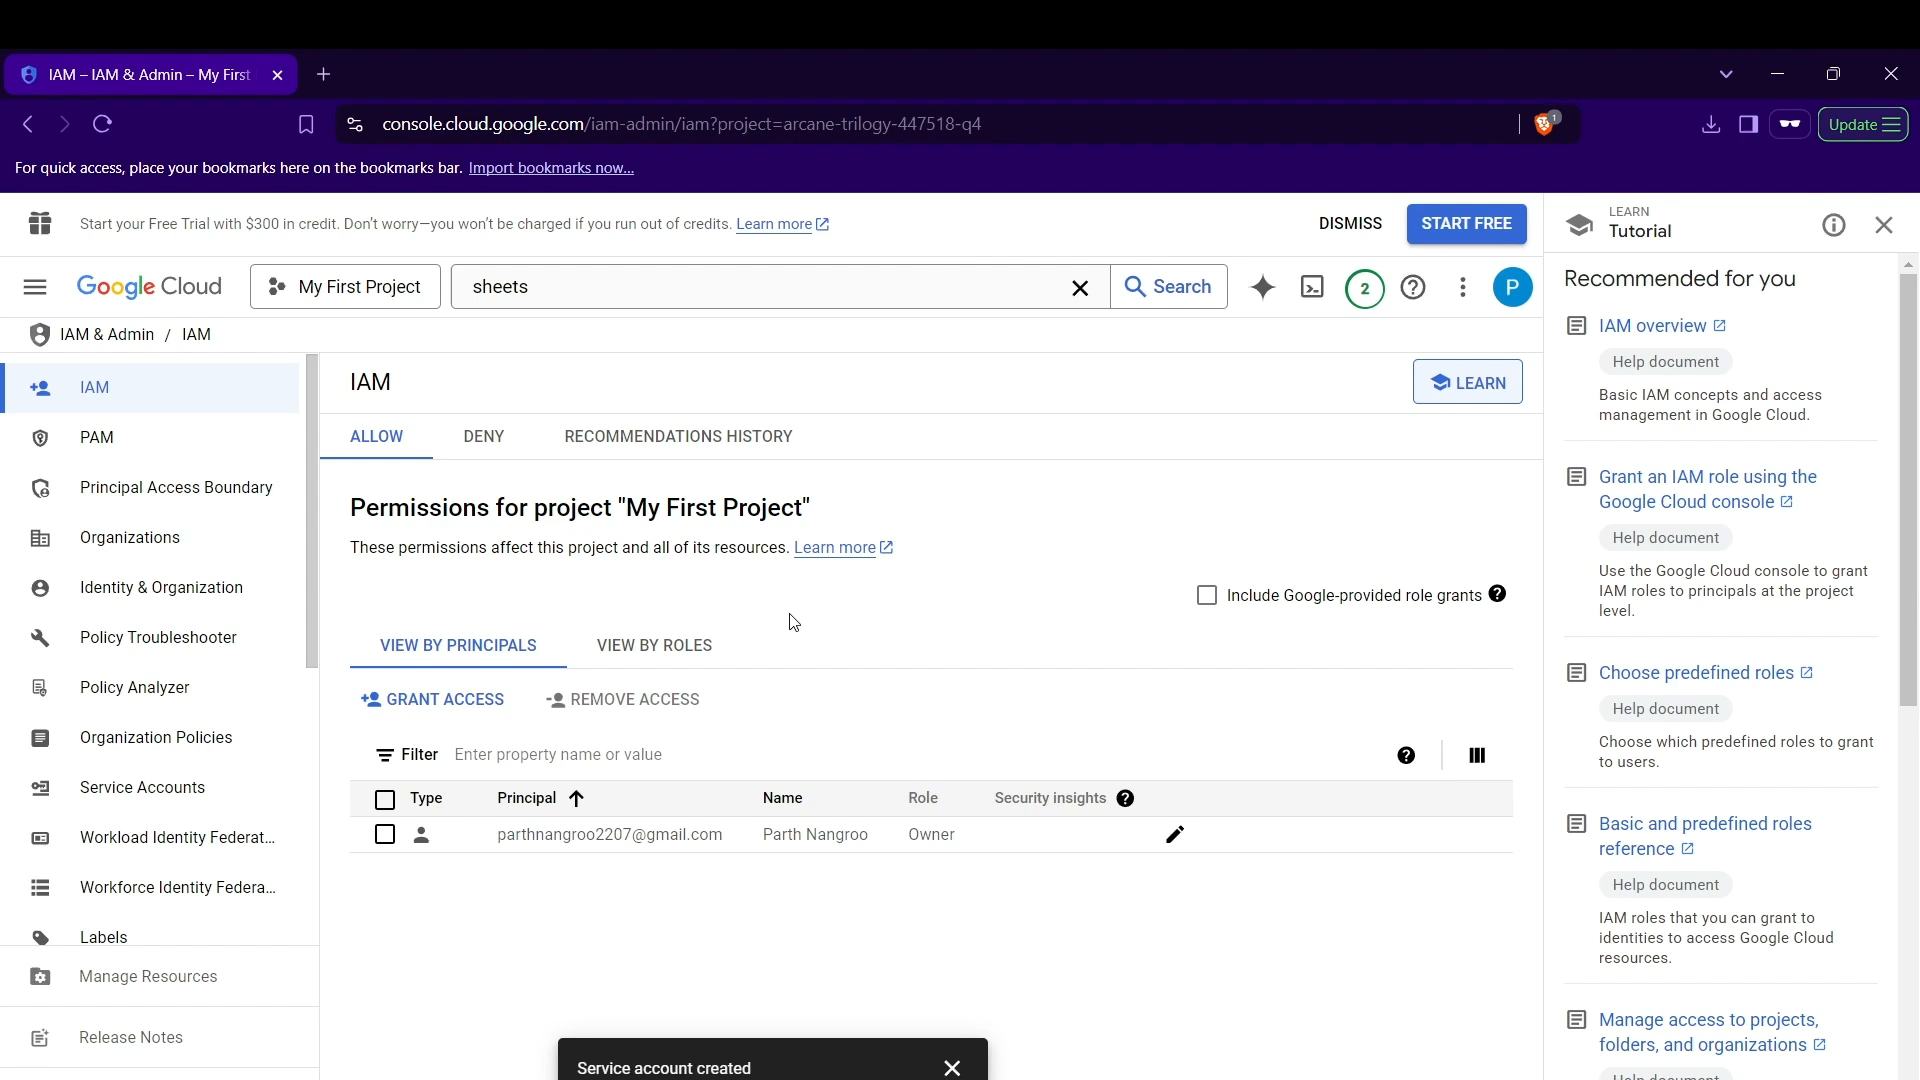 IAM – IAM & Admin – My First
console.cloud.google.com/iam-admin/iam?project=arcane-trilogy-447518-q4
1
Update
For quick access, place your bookmarks here on the bookmarks bar. Import bookmarks now...
Start your Free Trial with $300 in credit. Don't worry—you won't be charged if you run out of credits. Learn more
DISMISS
START FREE
Google Cloud
My First Project
sheets
Search
2
P
IAM & Admin / IAM
IAM
PAM
Principal Access Boundary
Organizations
Identity & Organization
Policy Troubleshooter
Policy Analyzer
Organization Policies
Service Accounts
Workload Identity Federat...
Workforce Identity Federa...
Labels
Manage Resources
Release Notes
IAM
LEARN
ALLOW
DENY
RECOMMENDATIONS HISTORY
Permissions for project "My First Project"
These permissions affect this project and all of its resources. Learn more
Include Google-provided role grants
VIEW BY PRINCIPALS
VIEW BY ROLES
GRANT ACCESS
REMOVE ACCESS
Filter Enter property name or value
Type Principal Name Role Security insights
parthnangroo2207@gmail.com Parth Nangroo Owner
Service account created
LEARN
Tutorial
Recommended for you
IAM overview
Help document
Basic IAM concepts and access
management in Google Cloud.
Grant an IAM role using the
Google Cloud console
Help document
Use the Google Cloud console to grant
IAM roles to principals at the project
level.
Choose predefined roles
Help document
Choose which predefined roles to grant
to users.
Basic and predefined roles
reference
Help document
IAM roles that you can grant to
identities to access Google Cloud
resources.
Manage access to projects,
folders, and organizations
Help document